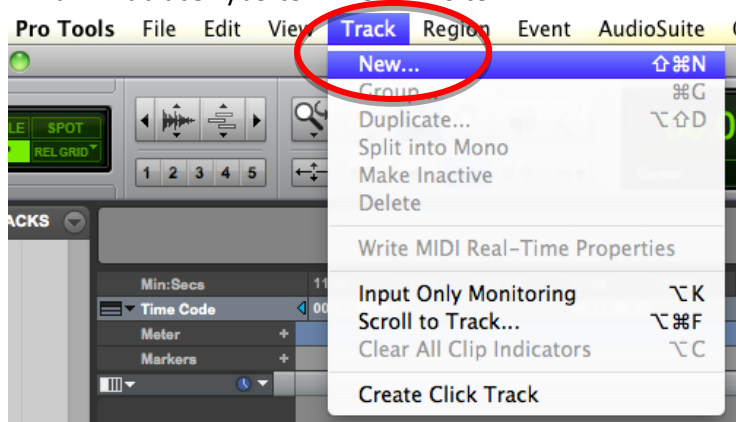 Pro Tools File Edit View Track Region Event AudioSuite
New... ⇧⌘N
Group... ⌘G
Duplicate... ⌥⇧D
Split into Mono
Make Inactive
Delete
Write MIDI Real-Time Properties
Input Only Monitoring ⌥K
Scroll to Track... ⌥⌘F
Clear All Clip Indicators ⌥C
Create Click Track
SPOT
REL GRID
1 2 3 4 5
Min:Secs
Time Code
Meter +
Markers +